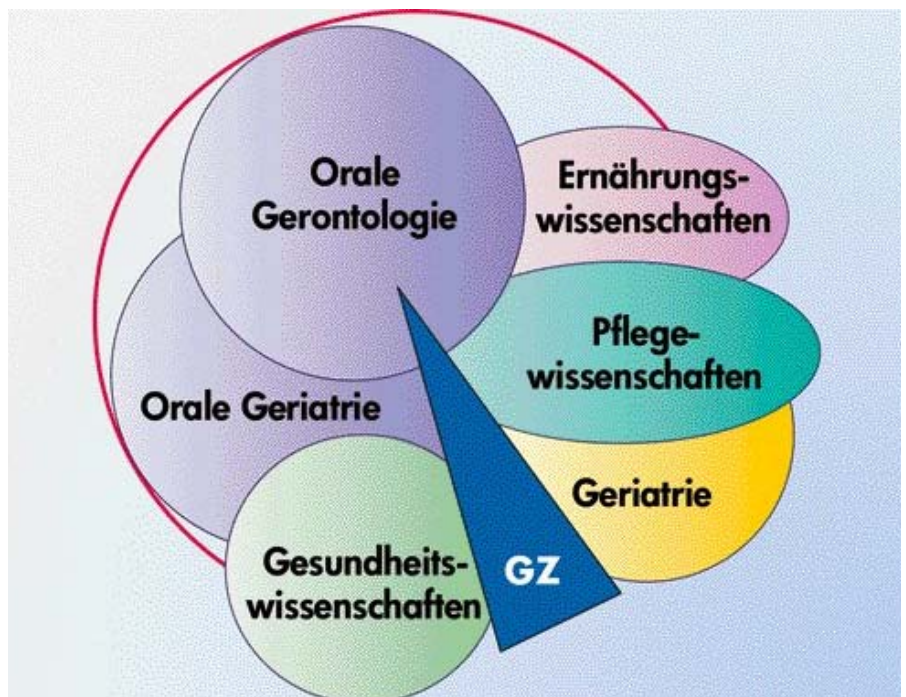 Orale
Gerontologie
Ernährungs-
wissenschaften
Pflege-
wissenschaften
Orale Geriatrie
Geriatrie
Gesundheits-
wissenschaften
GZ